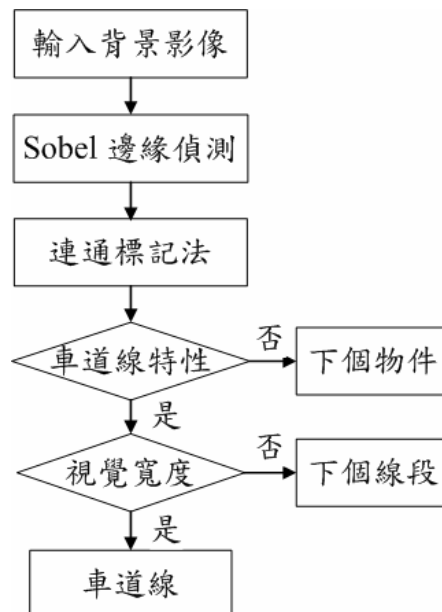 輸入背景影像
Sobel 邊緣偵測
連通標記法
車道線特性
否
下個物件
是
視覺寬度
否
下個線段
是
車道線